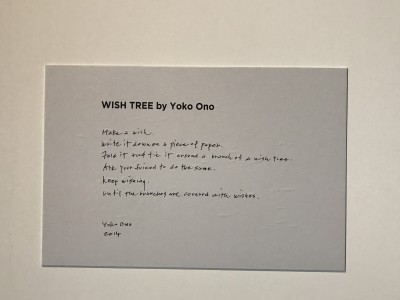 WISH TREE by Yoko Ono
Make a wish.
Write it down on a piece of paper.
Fold it and tie it around a branch of a wish tree.
Ask your friend to do the same.
Keep wishing.
Until the branches are covered with wishes.
Yoko Ono
2014